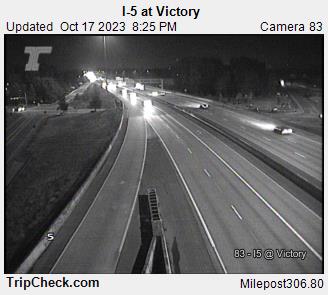 I-5 at Victory
Updated Oct 17 2023 8:25 PM Camera 83
T
5
83 - I5 @ Victory
TripCheck.com Milepost306.80